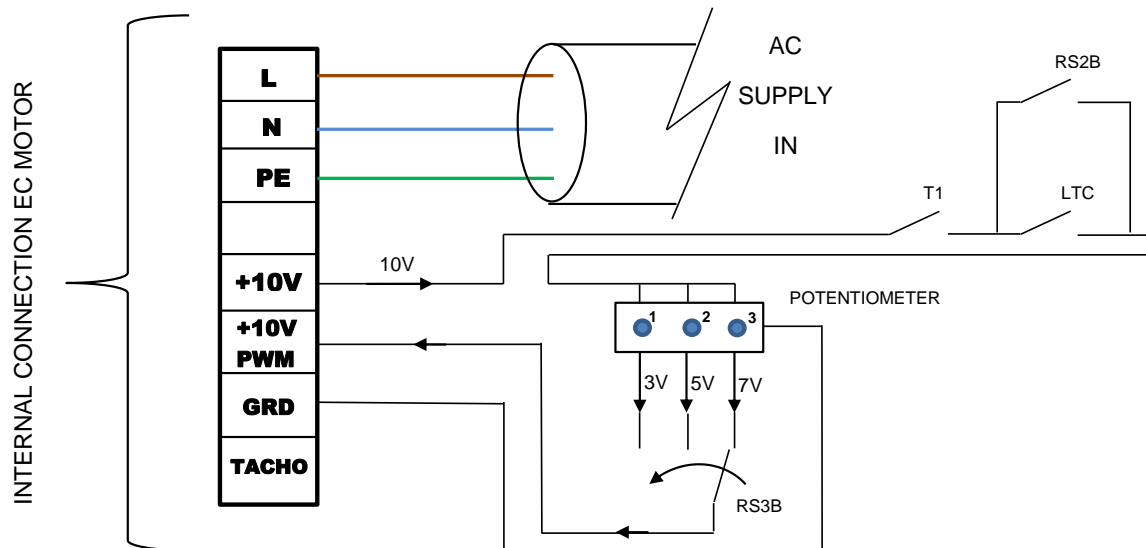 INTERNAL CONNECTION EC MOTOR
L
N
PE
+10V
+10V
PWM
GRD
TACHO
AC
SUPPLY
IN
RS2B
T1
LTC
10V
POTENTIOMETER
1
2
3
3V
5V
7V
RS3B